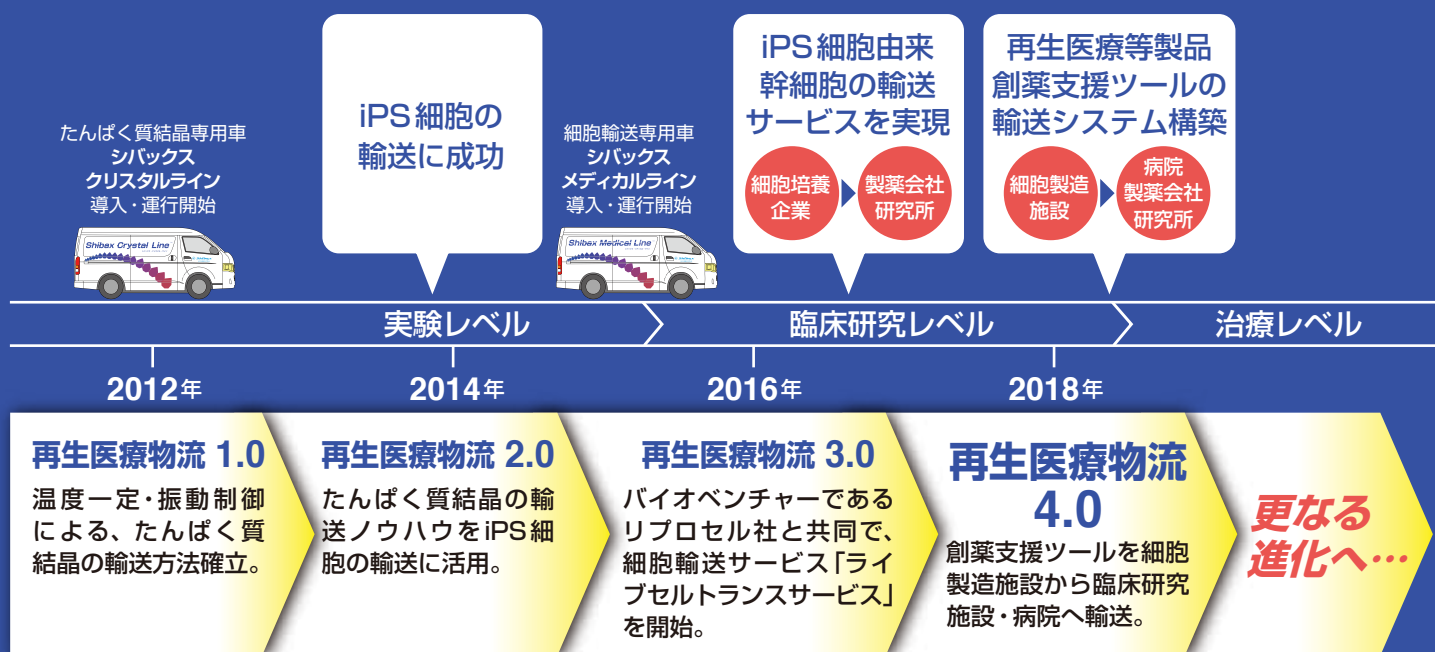 たんぱく質結晶専用車
シバックス
クリスタルライン
導入・運行開始
Shibax Crystal Line
iPS細胞の
輸送に成功
細胞輸送専用車
シバックス
メディカルライン
導入・運行開始
Shibax Medical Line
iPS細胞由来
幹細胞の輸送
サービスを実現
細胞培養
企業
製薬会社
研究所
再生医療等製品
創薬支援ツールの
輸送システム構築
細胞製造
施設
病院
製薬会社
研究所
実験レベル
臨床研究レベル
治療レベル
2012年
2014年
2016年
2018年
再生医療物流 1.0
温度一定・振動制御
による、たんぱく質
結晶の輸送方法確立。
再生医療物流 2.0
たんぱく質結晶の輸
送ノウハウをiPS細
胞の輸送に活用。
再生医療物流 3.0
バイオベンチャーである
リプロセル社と共同で、
細胞輸送サービス「ライ
ブセルトランスサービス」
を開始。
再生医療物流
4.0
創薬支援ツールを細胞
製造施設から臨床研究
施設・病院へ輸送。
更なる
進化へ…